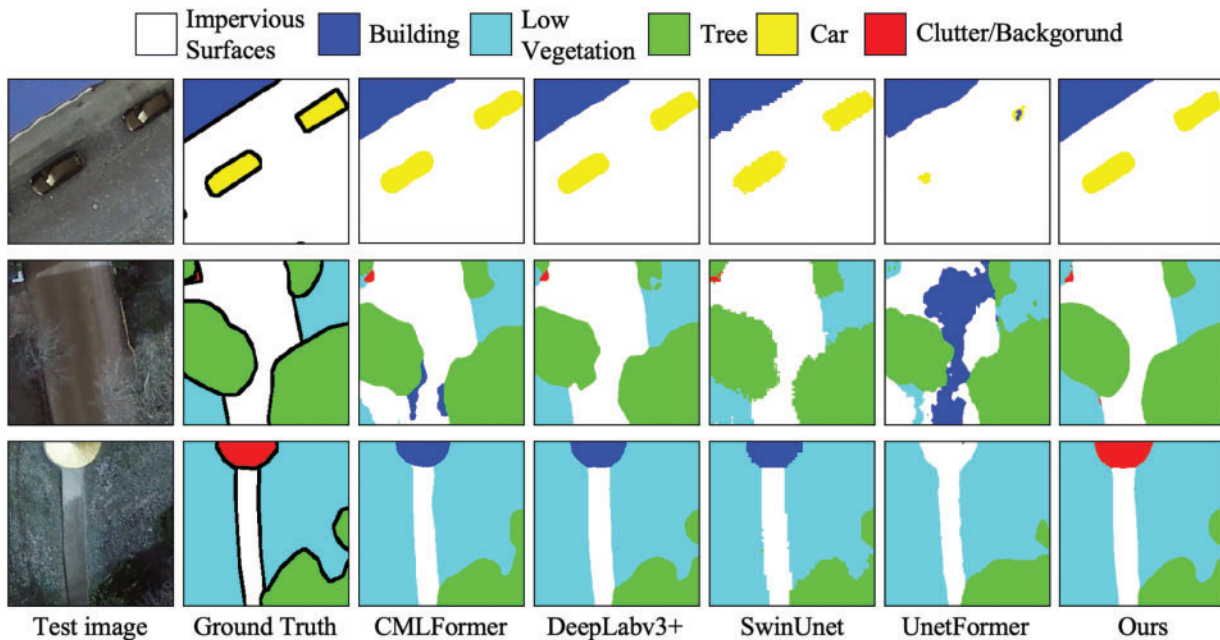 Impervious
Surfaces
Building
Low
Vegetation
Tree
Car
Clutter/Backgorund
Test image
Ground Truth
CMLFormer
DeepLabv3+
SwinUnet
UnetFormer
Ours